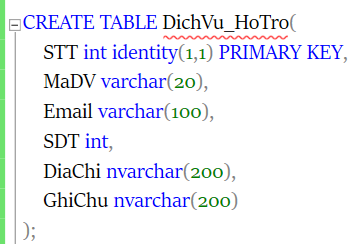 CREATE TABLE DichVu_HoTro(
STT int identity(1,1) PRIMARY KEY,
MaDV varchar(20),
Email varchar(100),
SDT int,
DiaChi nvarchar(200),
GhiChu nvarchar(200)
);